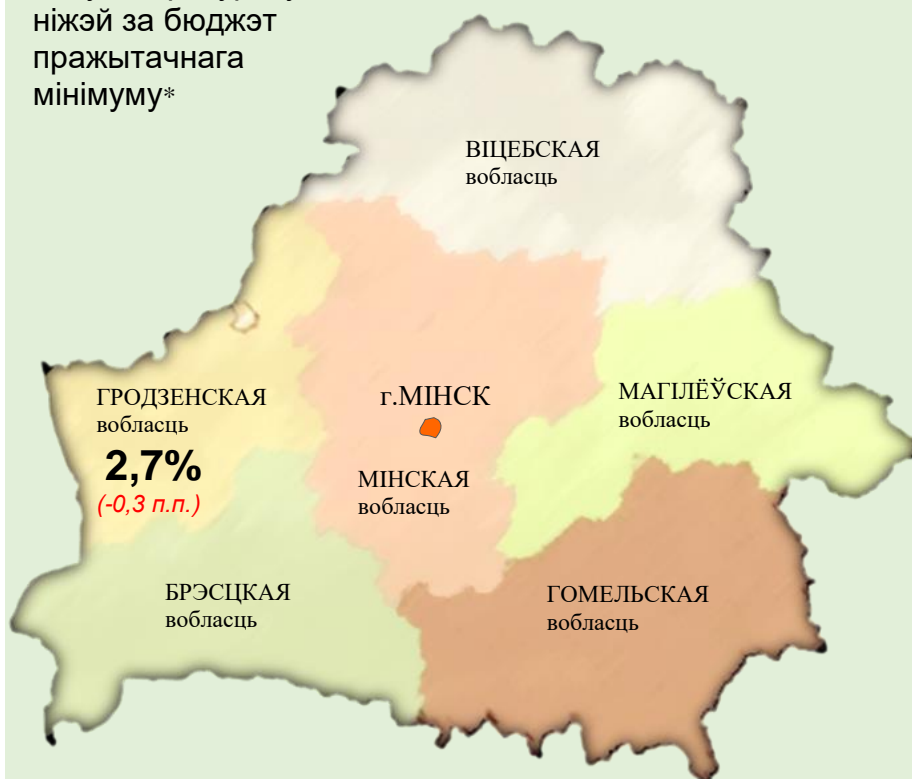 ніжэй за бюджэт
пражытачнага
мінімуму*
ВІЦЕБСКАЯ
вобласць
ГРОДЗЕНСКАЯ
вобласць
2,7%
(-0,3 п.п.)
г.МІНСК
МАГІЛЁЎСКАЯ
вобласць
МІНСКАЯ
вобласць
БРЭСЦКАЯ
вобласць
ГОМЕЛЬСКАЯ
вобласць